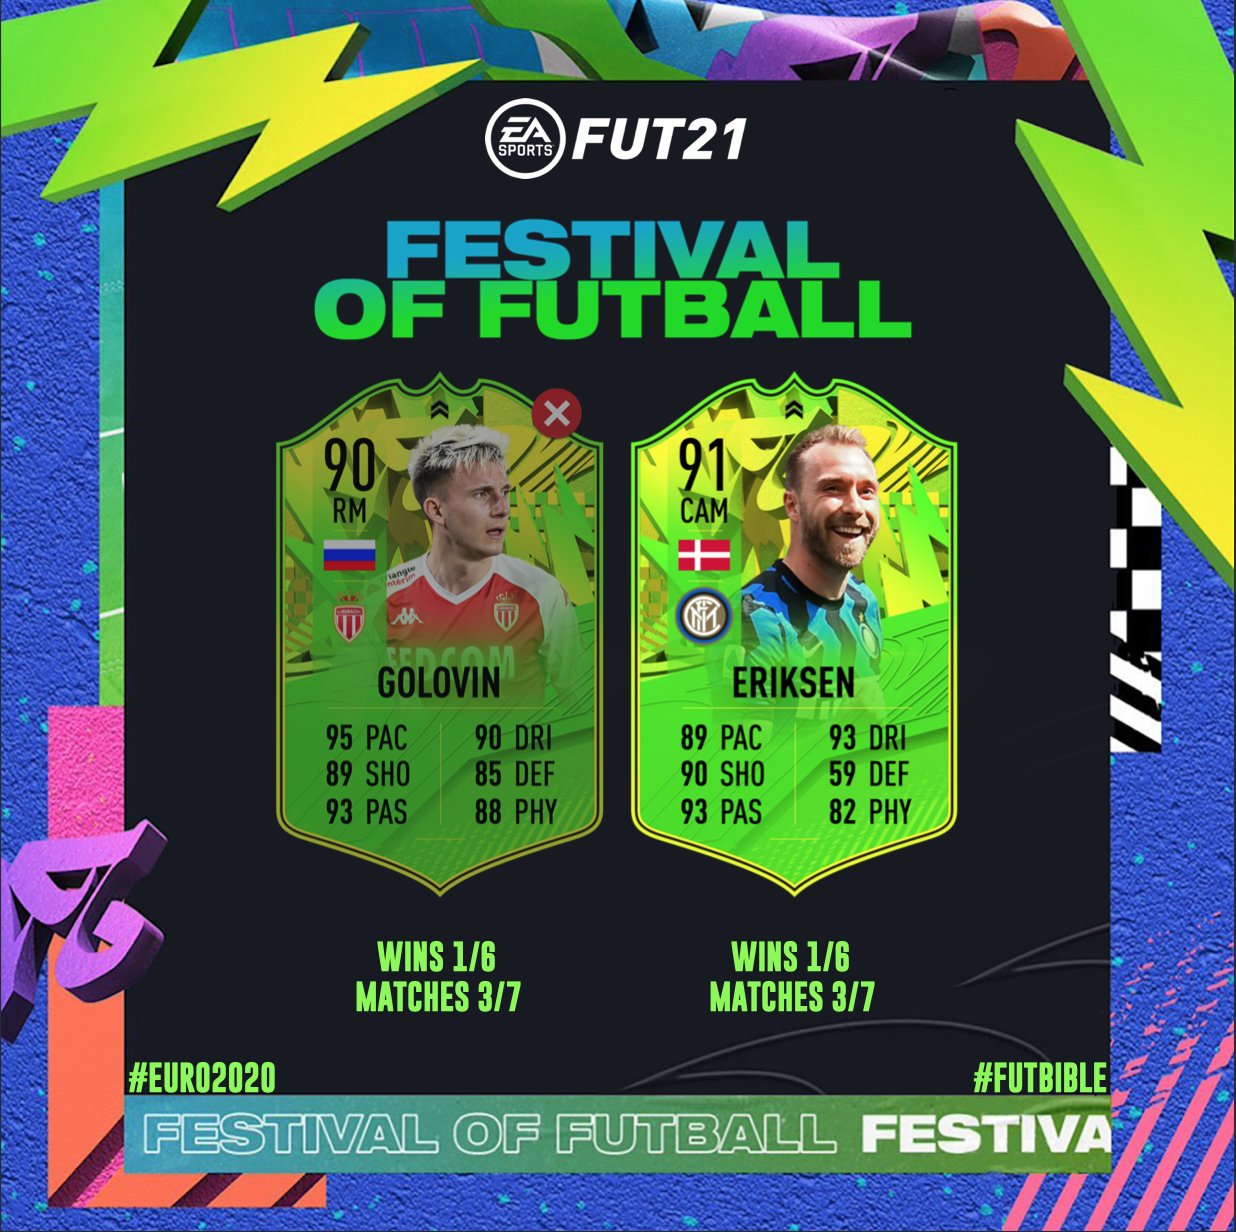 EA SPORTS FUT21
FESTIVAL
OF FUTBALL
90
RM
GOLOVIN
95 PAC 90 DRI
89 SHO 85 DEF
93 PAS 88 PHY
91
CAM
ERIKSEN
89 PAC 93 DRI
90 SHO 59 DEF
93 PAS 82 PHY
WINS 1/6
MATCHES 3/7
WINS 1/6
MATCHES 3/7
#EURO2020
#FUTBIBLE
FESTIVAL OF FUTBALL FESTIVA